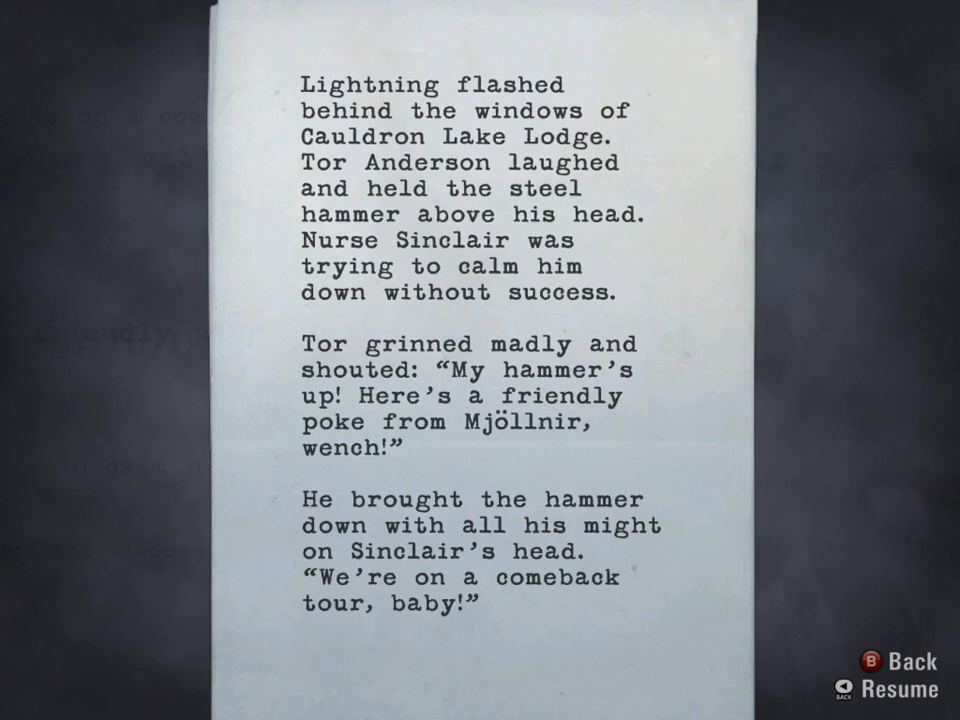 Lightning flashed
behind the windows of
Cauldron Lake Lodge.
Tor Anderson laughed
and held the steel
hammer above his head.
Nurse Sinclair was
trying to calm him
down without success.
Tor grinned madly and
shouted: “My hammer’s
up! Here’s a friendly
poke from Mjöllnir,
wench!”
He brought the hammer
down with all his might
on Sinclair’s head.
“We’re on a comeback
tour, baby!”
B Back
BACK Resume